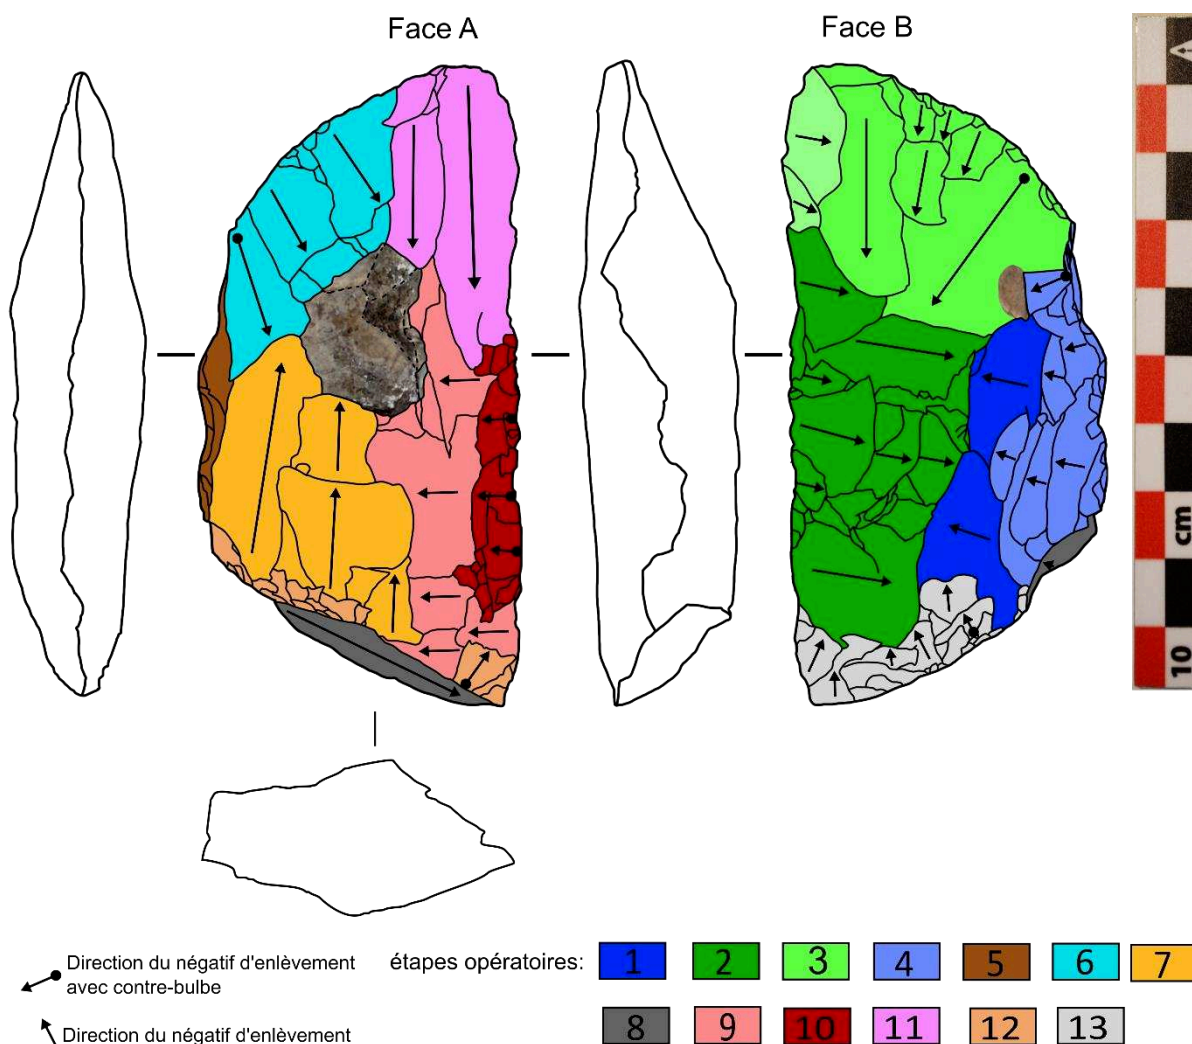 Face A
Face B
cm
10
Direction du négatif d'enlèvement
avec contre-bulbe
Direction du négatif d'enlèvement
étapes opératoires:
1 2 3 4 5 6 7
8 9 10 11 12 13